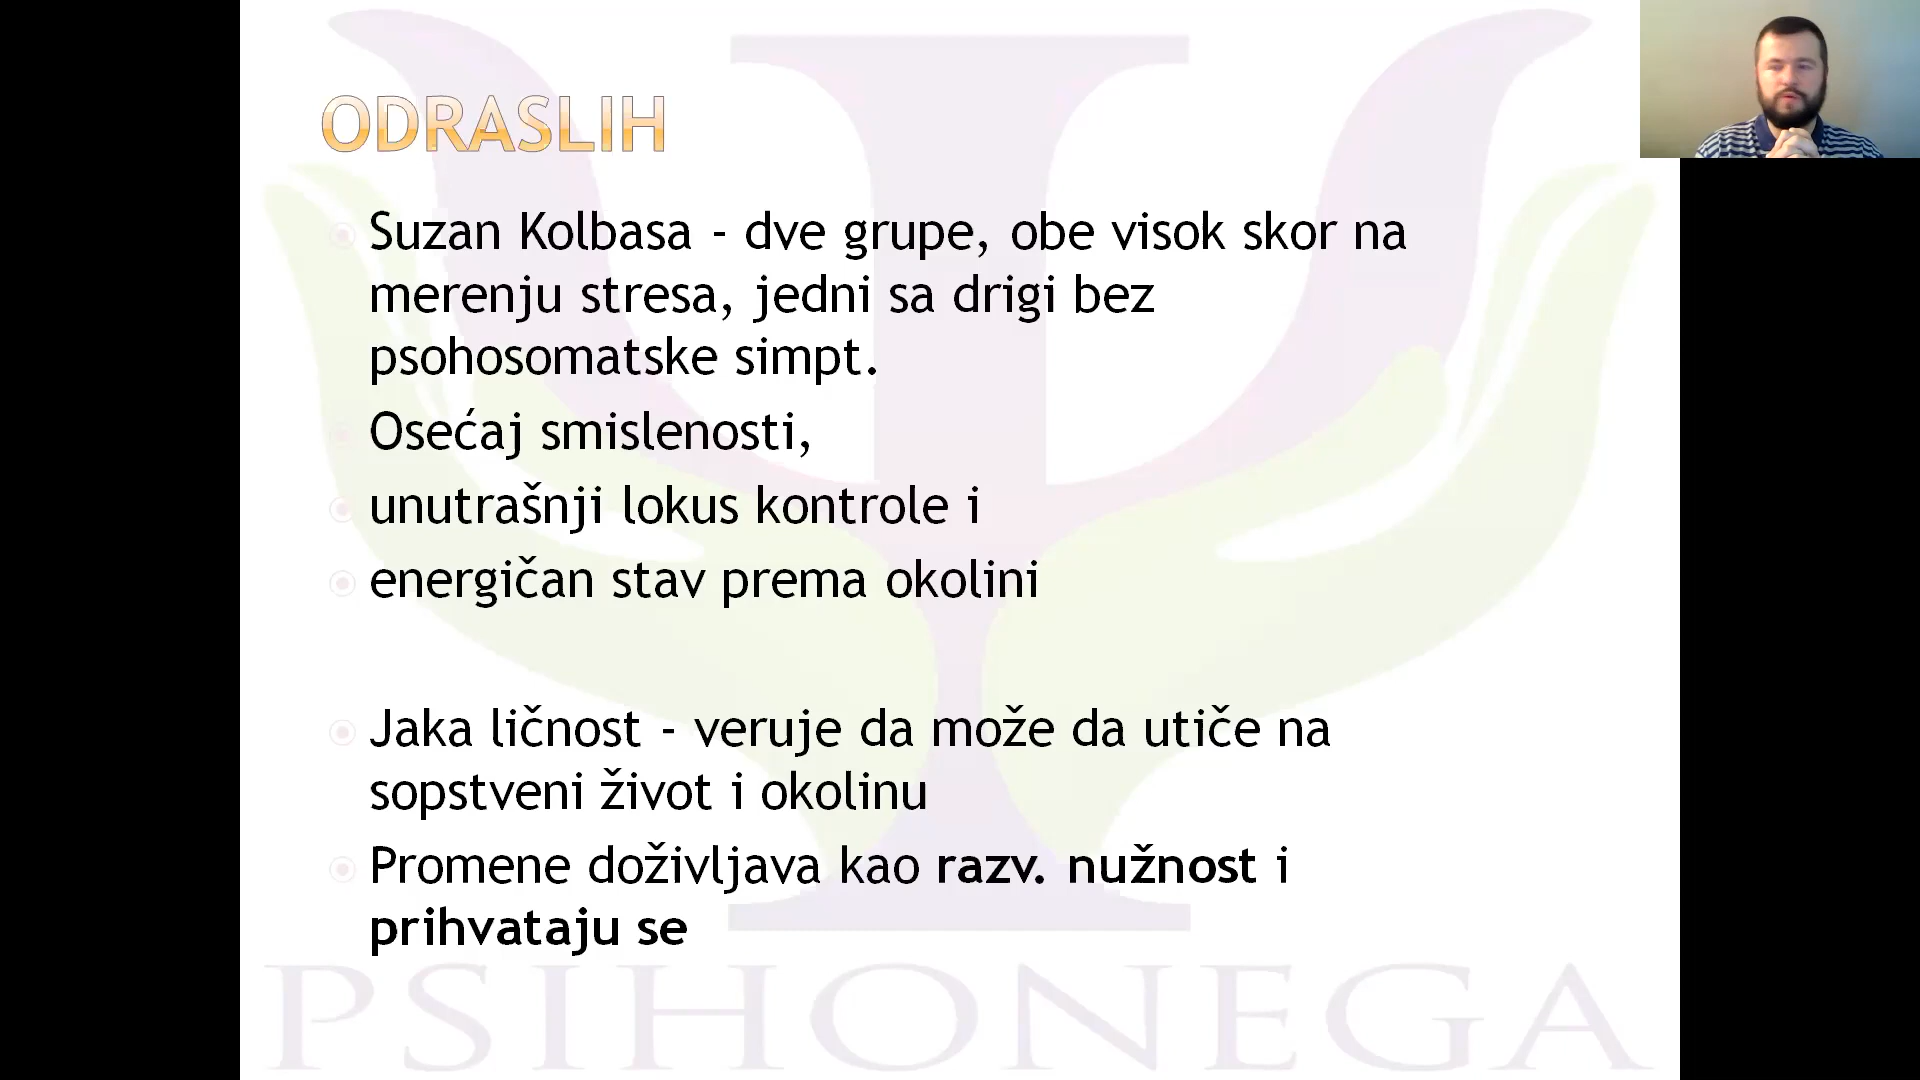 ODRASLIH
Suzan Kolbasa - dve grupe, obe visok skor na
merenju stresa, jedni sa drigi bez
psohosomatske simpt.
Osećaj smislenosti,
unutrašnji lokus kontrole i
energičan stav prema okolini
Jaka ličnost - veruje da može da utiče na
sopstveni život i okolinu
Promene doživljava kao razv. nužnost i
prihvataju se
PSIHONEGA